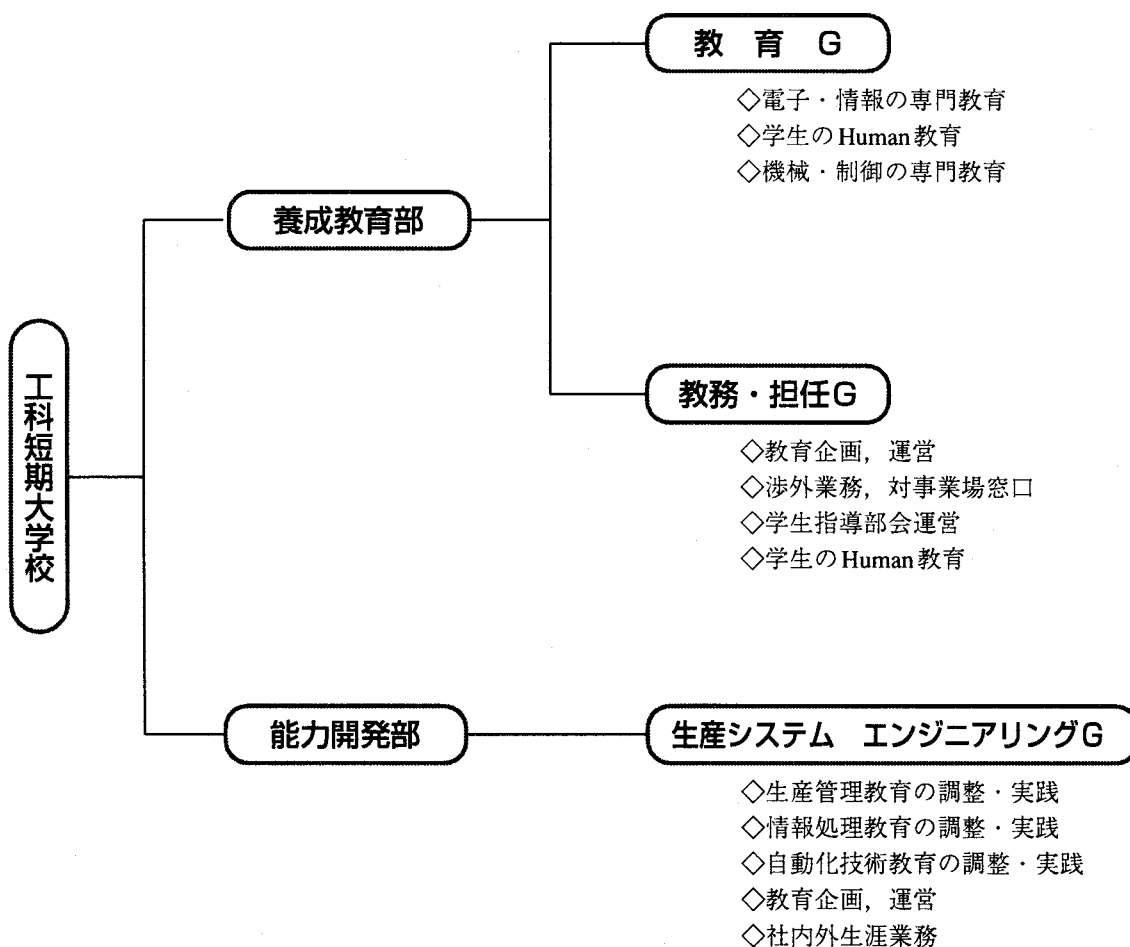 工科短期大学校
養成教育部
教 育 G
◇電子・情報の専門教育
◇学生のHuman教育
◇機械・制御の専門教育
教務・担任G
◇教育企画，運営
◇渉外業務，対事業場窓口
◇学生指導部会運営
◇学生のHuman教育
能力開発部
生産システム エンジニアリングG
◇生産管理教育の調整・実践
◇情報処理教育の調整・実践
◇自動化技術教育の調整・実践
◇教育企画，運営
◇社内外生涯業務